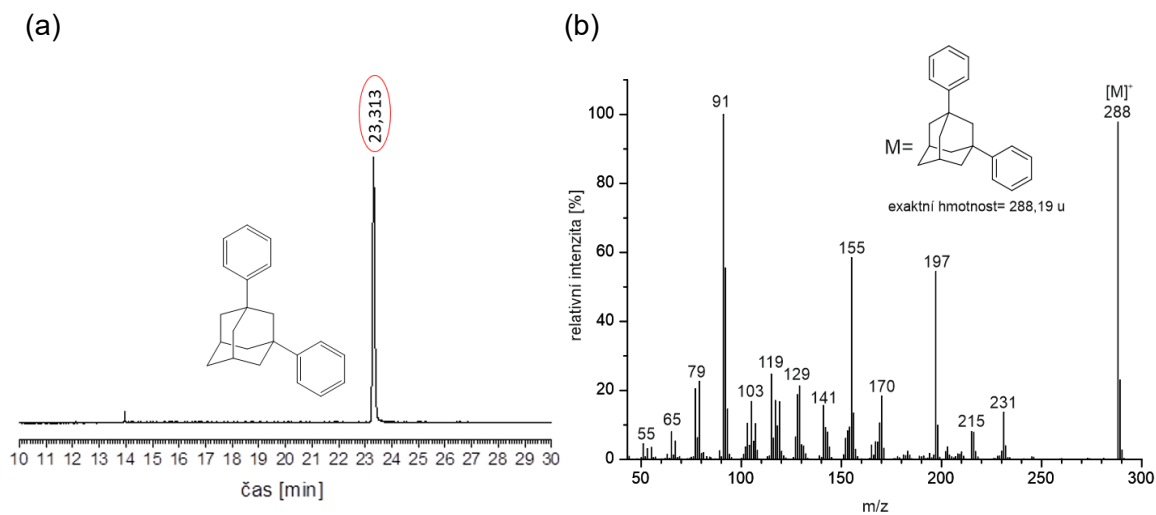 (a)
23,313
10 11 12 13 14 15 16 17 18 19 20 21 22 23 24 25 26 27 28 29 30
čas [min]
(b)
relativní intenzita [%]
100
80
60
40
20
0
91
[M]⁺
288
M=
exaktní hmotnost= 288,19 u
155
197
79
119
129
103
170
141
231
65
215
55
50 100 150 200 250 300
m/z